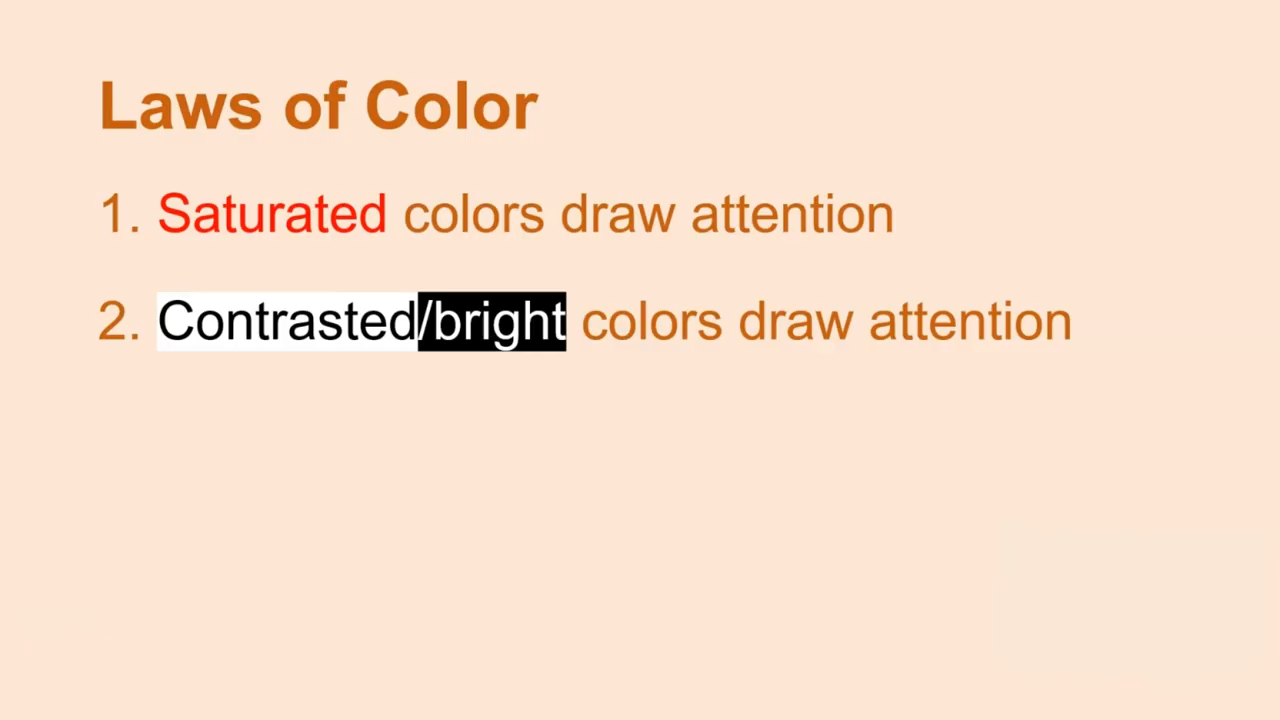 Laws of Color
1. Saturated colors draw attention
2. Contrasted/bright colors draw attention